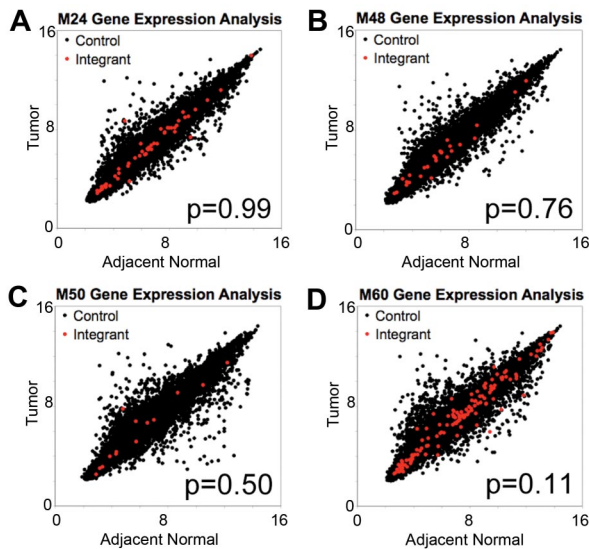 A
M24 Gene Expression Analysis
16
Control
Integrant
Tumor
8
p=0.99
0
0 8 16
Adjacent Normal
B
M48 Gene Expression Analysis
16
Control
Integrant
Tumor
8
p=0.76
0
0 8 16
Adjacent Normal
C
M50 Gene Expression Analysis
16
Control
Integrant
Tumor
8
p=0.50
0
0 8 16
Adjacent Normal
D
M60 Gene Expression Analysis
16
Control
Integrant
Tumor
8
p=0.11
0
0 8 16
Adjacent Normal